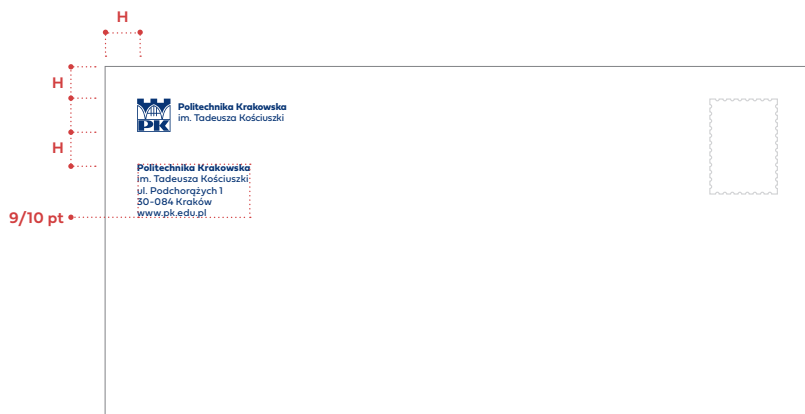 H
H
Politechnika Krakowska
im. Tadeusza Kościuszki
PK
H
Politechnika Krakowska
im. Tadeusza Kościuszki
ul. Podchorążych 1
30-084 Kraków
www.pk.edu.pl
9/10 pt